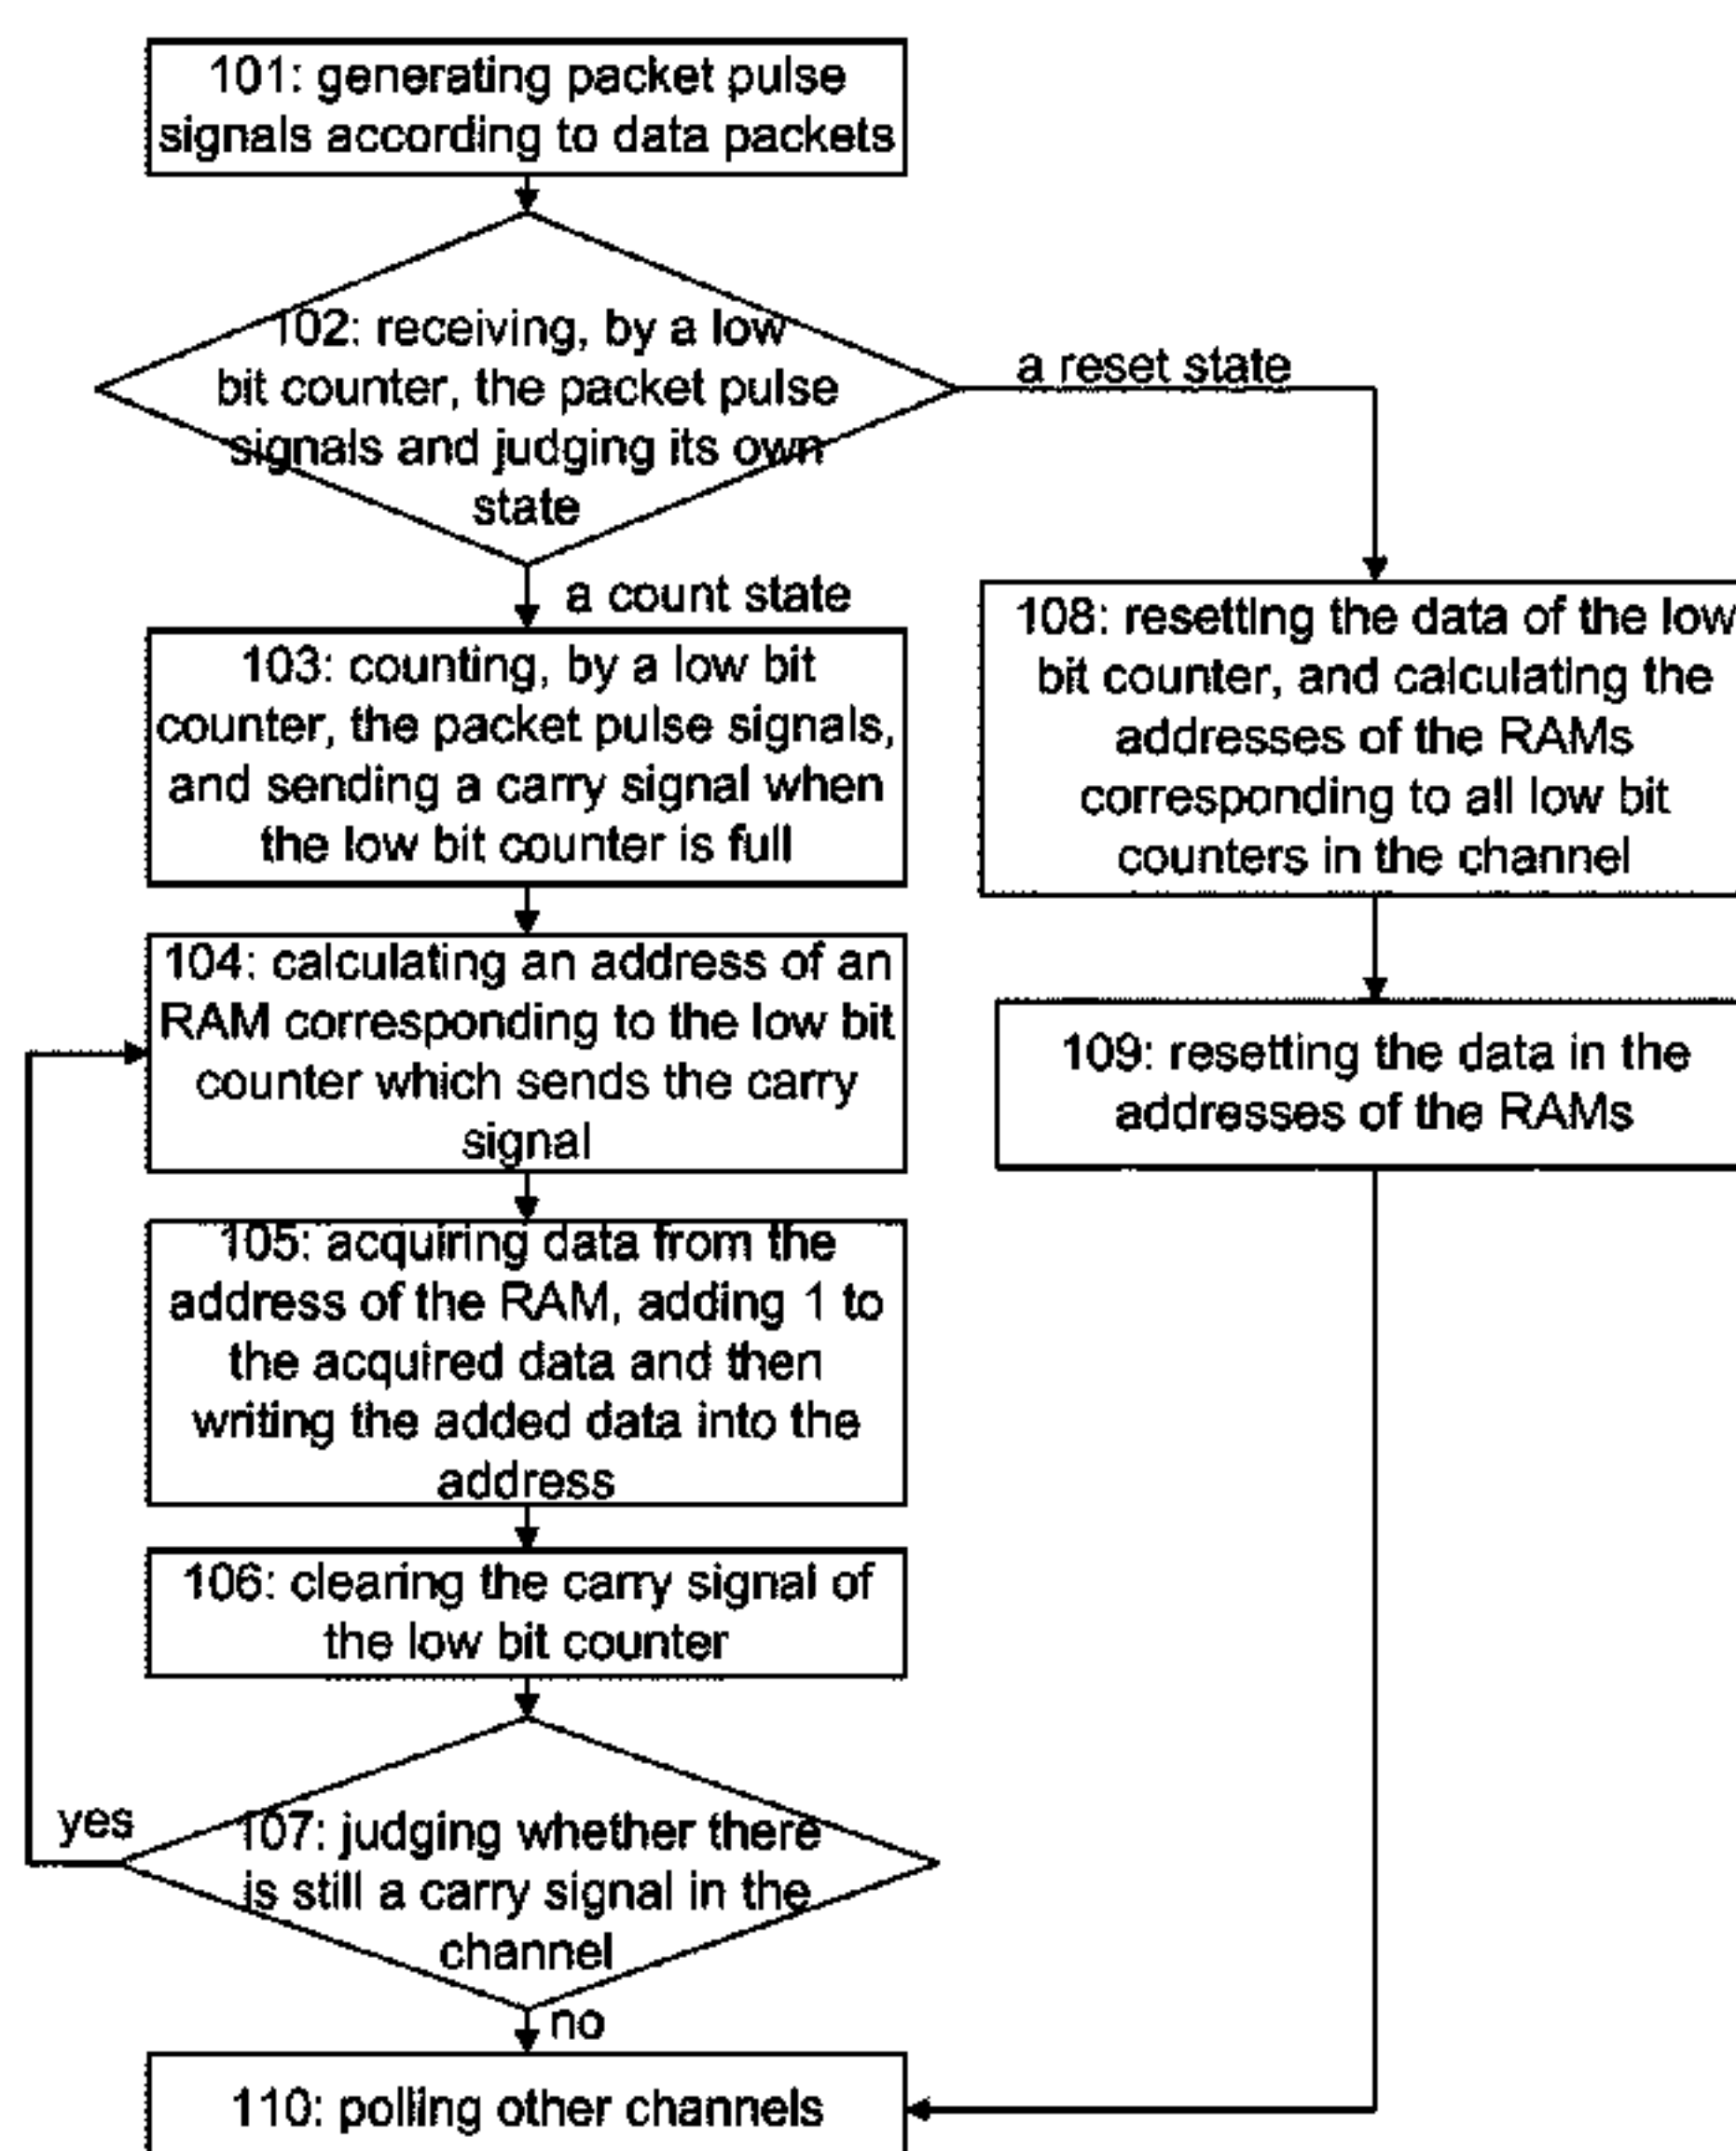 101: generating packet pulse
signals according to data packets
102: receiving, by a low
bit counter, the packet pulse
signals and judging its own
state
a reset state
a count state
103: counting, by a low bit
counter, the packet pulse signals,
and sending a carry signal when
the low bit counter is full
108: resetting the data of the low
bit counter, and calculating the
addresses of the RAMs
corresponding to all low bit
counters in the channel
104: calculating an address of an
RAM corresponding to the low bit
counter which sends the carry
signal
109: resetting the data in the
addresses of the RAMs
105: acquiring data from the
address of the RAM, adding 1 to
the acquired data and then
writing the added data into the
address
106: clearing the carry signal of
the low bit counter
yes
107: judging whether there
is still a carry signal in the
channel
no
110: polling other channels